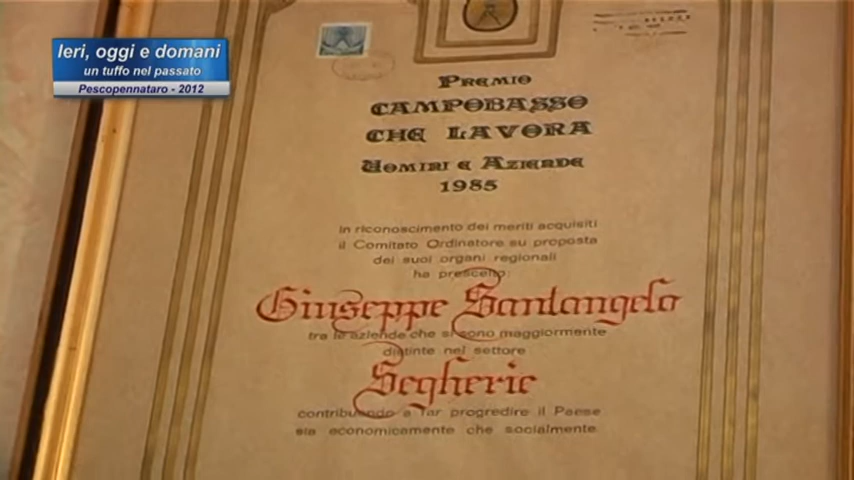 Ieri, oggi e domani
un tuffo nel passato
Pescopennataro - 2012
PREMIO
CAMPOBASSO
CHE LAVORA
UOMINI E AZIENDE
1985
In riconoscimento dei meriti acquisiti
il Comitato Ordinatore su proposta
dei suoi organi regionali
ha prescelto:
Giuseppe Santangelo
tra le aziende che si sono maggiormente
distinte nel settore
Segherie
contribuendo a far progredire il Paese
sia economicamente che socialmente.